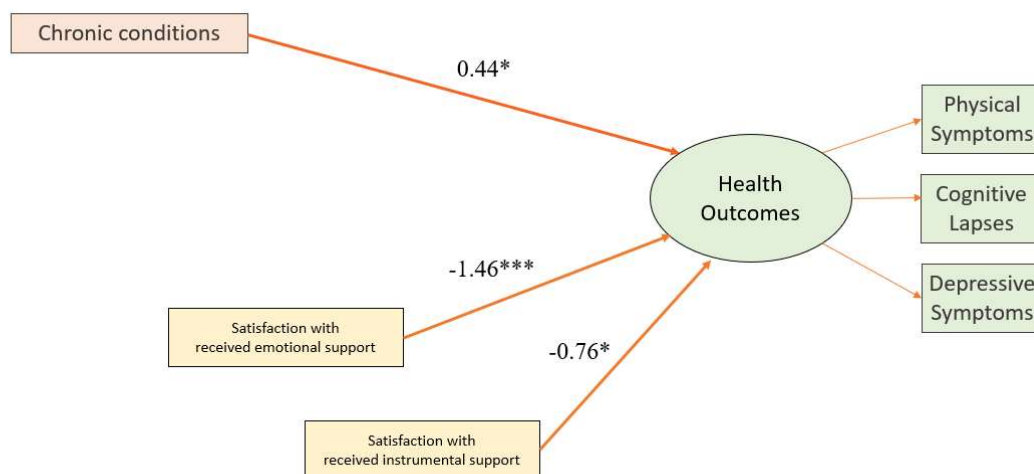 Chronic conditions
0.44*
Physical
Symptoms
Health
Outcomes
Cognitive
Lapses
-1.46***
Depressive
Symptoms
Satisfaction with
received emotional support
-0.76*
Satisfaction with
received instrumental support